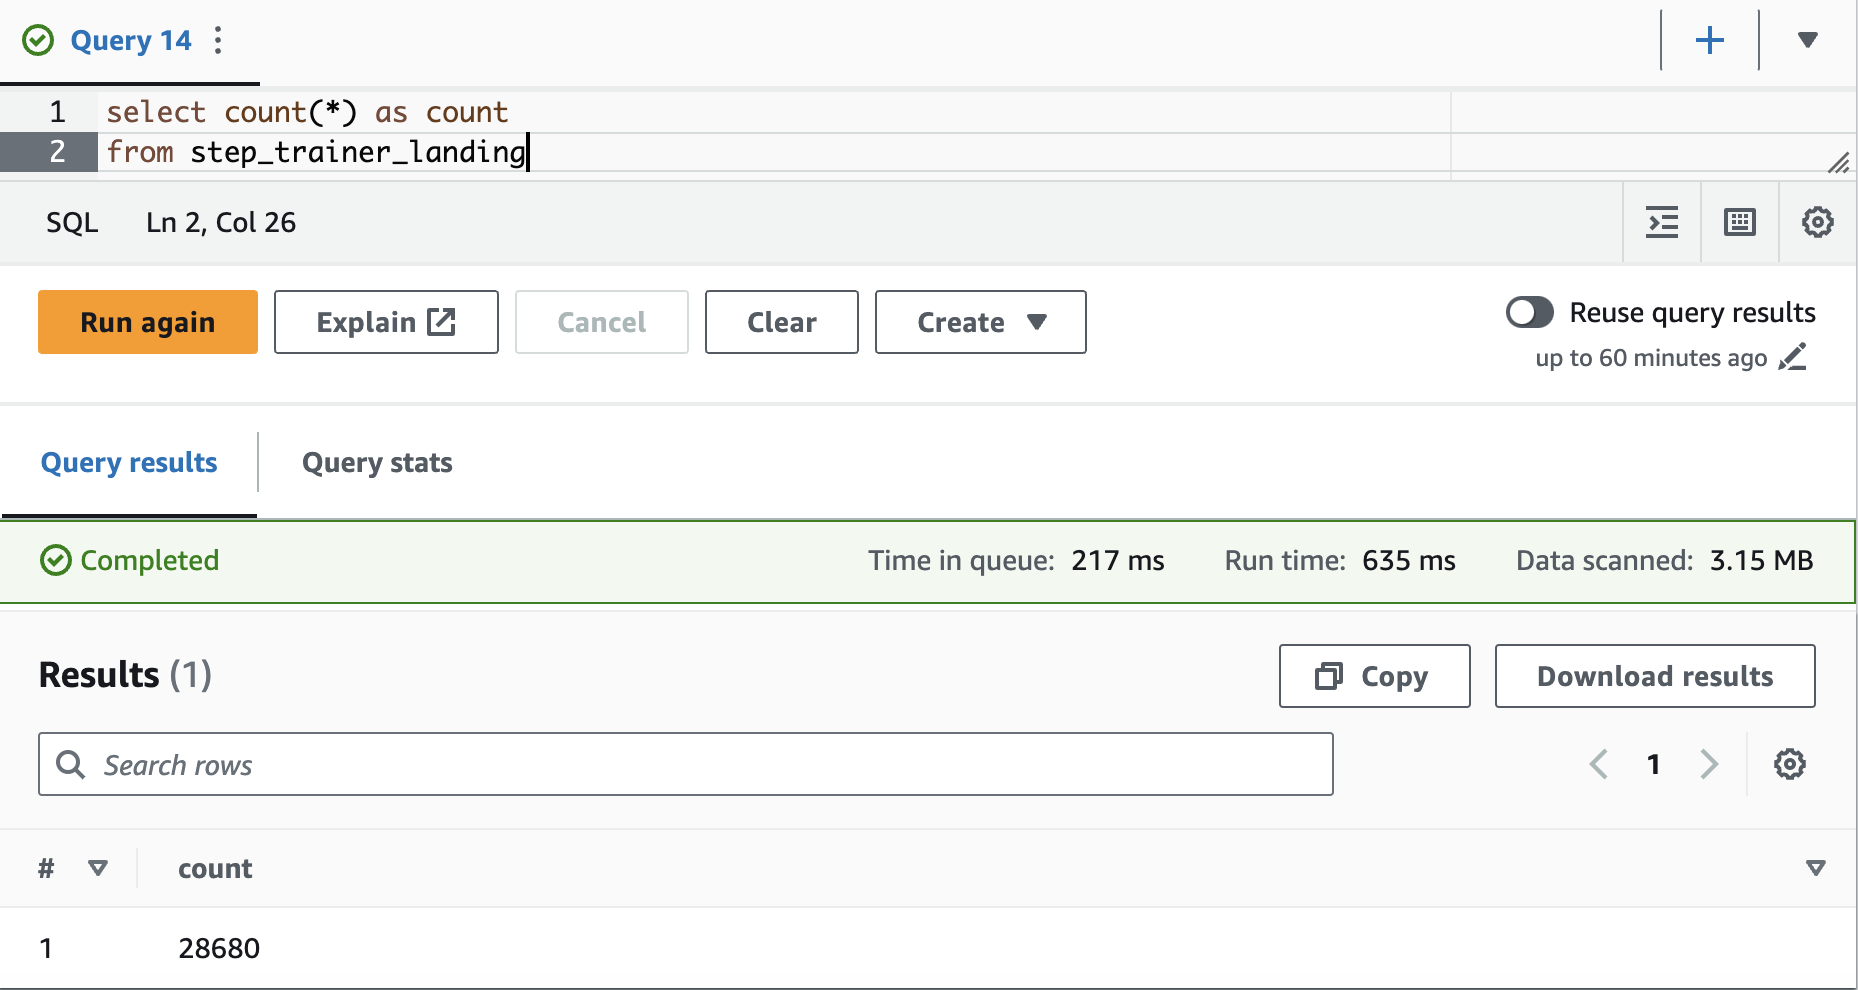 Query 14
1 select count(*) as count
2 from step_trainer_landing
SQL Ln 2, Col 26
Run again Explain Cancel Clear Create Reuse query results
up to 60 minutes ago
Query results Query stats
Completed Time in queue: 217 ms Run time: 635 ms Data scanned: 3.15 MB
Results (1) Copy Download results
Search rows 1
# count
1 28680